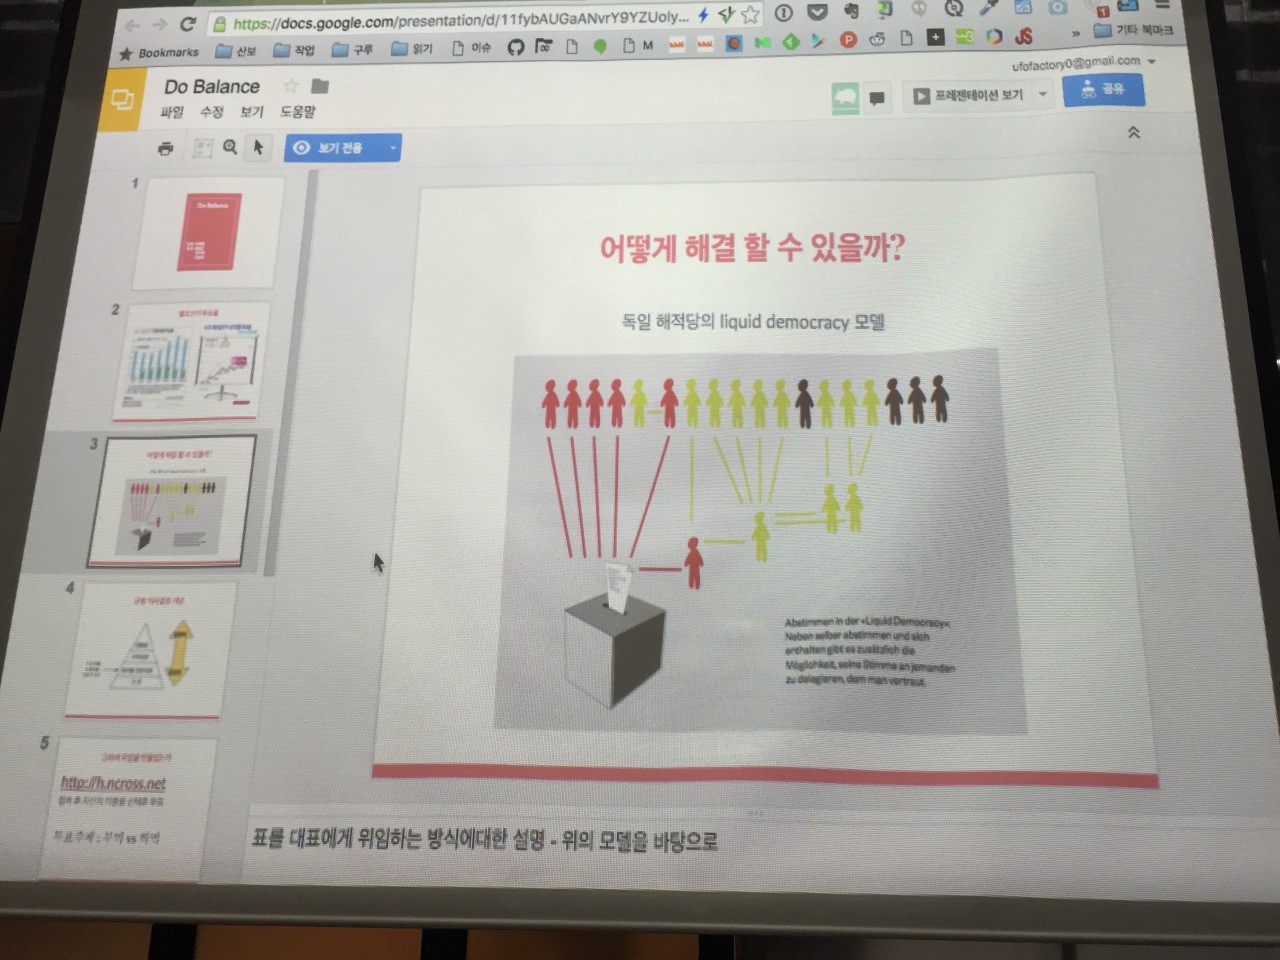 https://docs.google.com/presentation/d/11fybAUGaANvrY9YZUoly...
Bookmarks 산보 작업 구루 읽기 이슈 M 기타 북마크
ufofactory0@gmail.com
Do Balance
파일 수정 보기 도움말
프레젠테이션 보기 공유
보기 전용
1
Do Balance
2
3
어떻게 해결 할 수 있을까?
4
5
http://h.ncross.net
투표주제 : 부먹 vs 찍먹
어떻게 해결 할 수 있을까?
독일 해적당의 liquid democracy 모델
Abstimmen in der «Liquid Democracy»:
Neben selber abstimmen und sich
enthalten gibt es zusätzlich die
Möglichkeit, seine Stimme an jemanden
zu delegieren, dem man vertraut.
표를 대표에게 위임하는 방식에대한 설명 - 위의 모델을 바탕으로